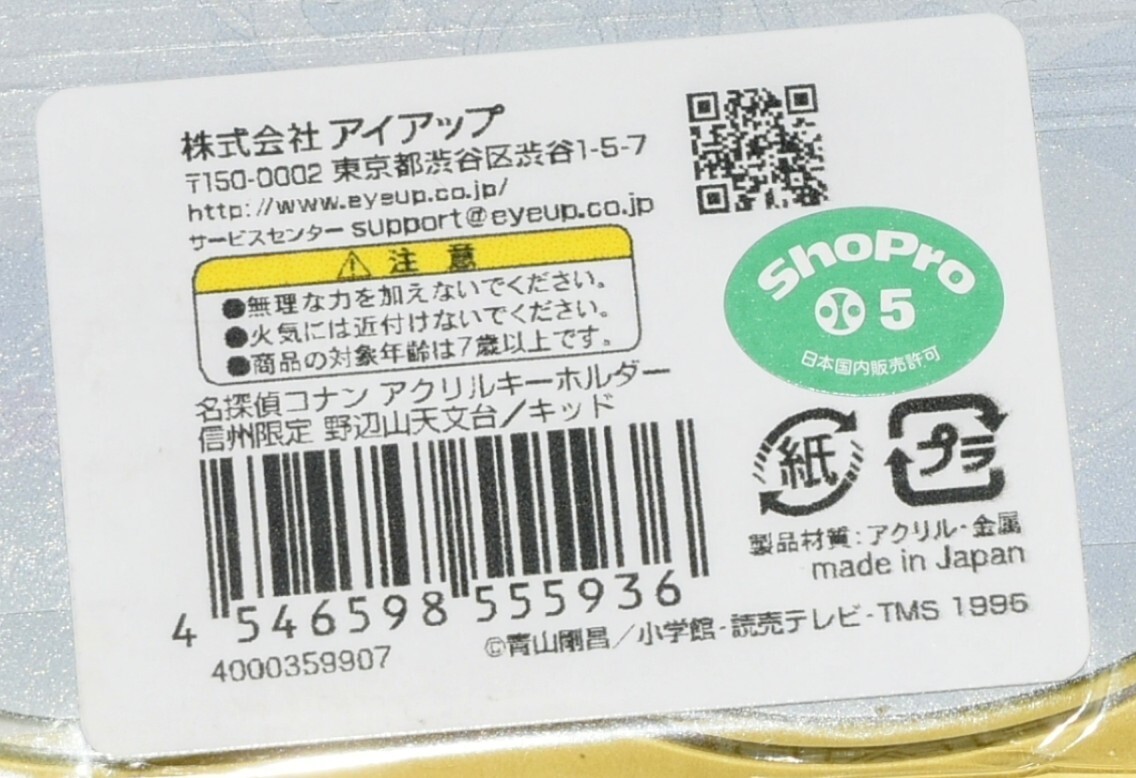 株式会社 アイアップ
〒150-0002 東京都渋谷区渋谷1-5-7
http://www.eyeup.co.jp/
サービスセンター support@eyeup.co.jp
⚠ 注 意
●無理な力を加えないでください。
●火気には近付けないでください。
●商品の対象年齢は7歳以上です。
名探偵コナン アクリルキーホルダー
信州限定 野辺山天文台/キッド
4 546598 555936
4000359907
ShoPro
5
日本国内販売許可
紙
プラ
製品材質:アクリル・金属
made in Japan
©青山剛昌/小学館・読売テレビ・TMS 1996